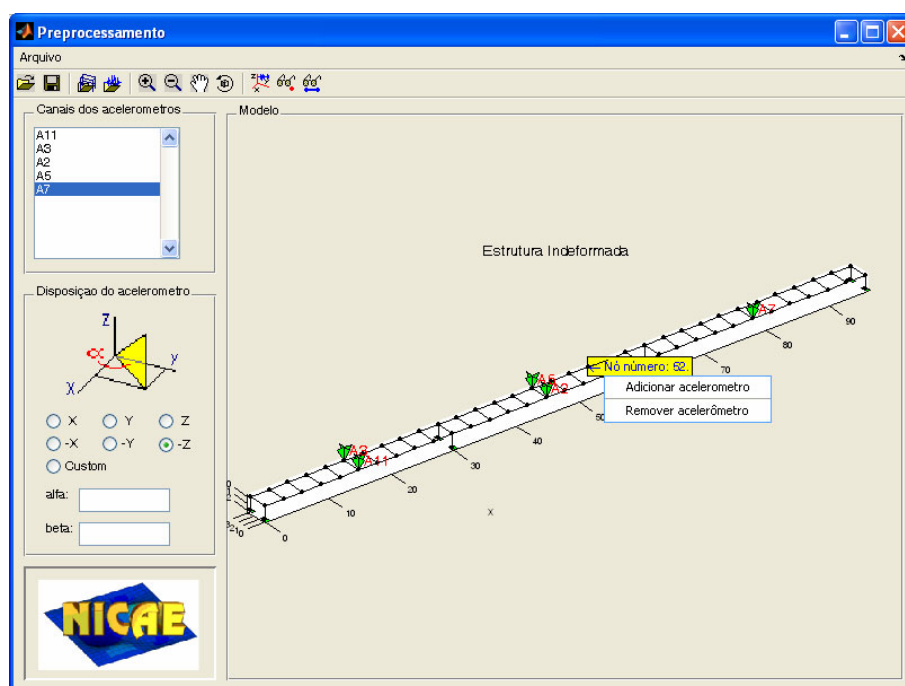 Preprocessamento
Arquivo
Canais dos acelerometros
A11
A3
A2
A5
A7
Disposiçao do acelerometro
Z
α
y
X
X
Y
Z
-X
-Y
-Z
Custom
alfa:
beta:
NICAE
Modelo
Estrutura Indeformada
A7
90
80
Nó número: 52.
70
Adicionar acelerometro
Remover acelerômetro
A5
A2
50
40
A3
A11
30
20
10
0
x